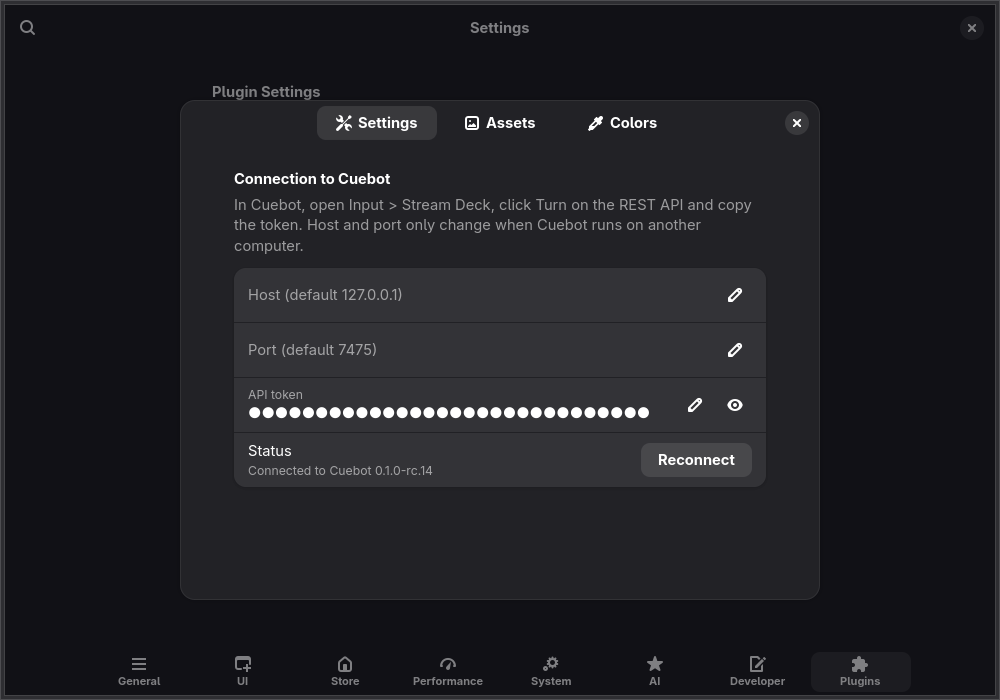 Settings
Plugin Settings
Settings
Assets
Colors
Connection to Cuebot
In Cuebot, open Input > Stream Deck, click Turn on the REST API and copy
the token. Host and port only change when Cuebot runs on another
computer.
Host (default 127.0.0.1)
Port (default 7475)
API token
●●●●●●●●●●●●●●●●●●●●●●●●●●●●●●
Status
Connected to Cuebot 0.1.0-rc.14
Reconnect
General
UI
Store
Performance
System
AI
Developer
Plugins